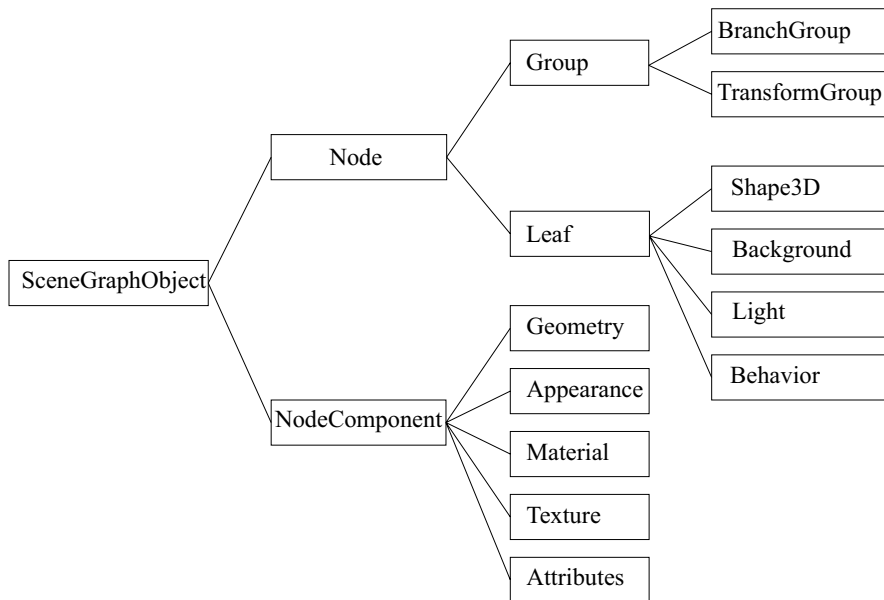 BranchGroup
Group
TransformGroup
Node
Shape3D
Leaf
Background
SceneGraphObject
Geometry
Light
Behavior
Appearance
NodeComponent
Material
Texture
Attributes